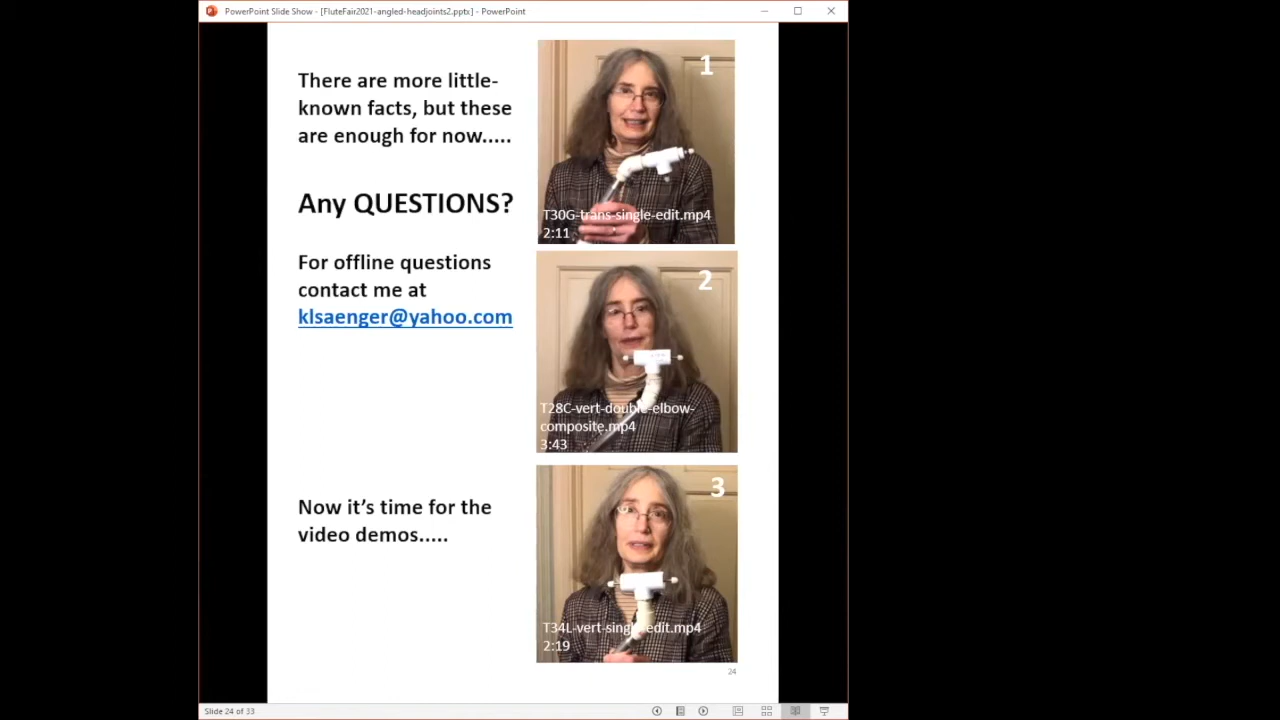 PowerPoint Slide Show - [FluteFair2021-angled-headjoints2.pptx] - PowerPoint
There are more little-
known facts, but these
are enough for now.....
Any QUESTIONS?
For offline questions
contact me at
klsaenger@yahoo.com
Now it's time for the
video demos.....
1
T30G-trans-single-edit.mp4
2:11
2
T28C-vert-double-elbow-
composite.mp4
3:43
3
T34L-vert-single-edit.mp4
2:19
24
Slide 24 of 33